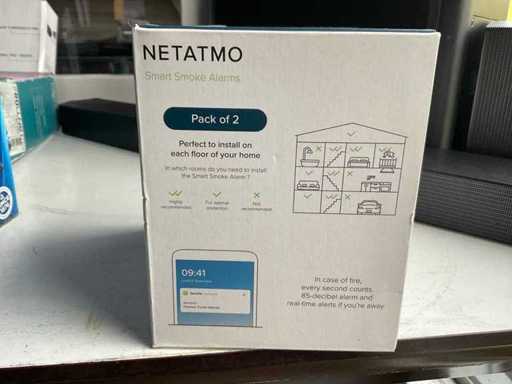 NETATMO
Smart Smoke Alarms
Pack of 2
Perfect to install on
each floor of your home
In which rooms do you need to install
the Smart Smoke Alarm?
Highly
recommended
For optimal
protection
Not
recommended
09:41
In case of fire,
every second counts.
85-decibel alarm and
real-time alerts if you're away.